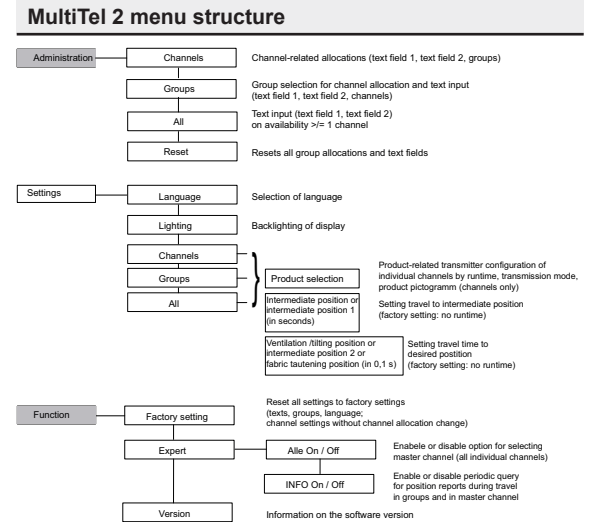 MultiTel 2 menu structure
Administration
Channels
Channel-related allocations (text field 1, text field 2, groups)
Groups
Group selection for channel allocation and text input
(text field 1, text field 2, channels)
All
Text input (text field 1, text field 2)
on availability >/= 1 channel
Reset
Resets all group allocations and text fields
Settings
Language
Selection of language
Lighting
Backlighting of display
Channels
Groups
All
}
Product selection
Product-related transmitter configuration of
individual channels by runtime, transmission mode,
product pictogramm (channels only)
Intermediate position or
intermediate position 1
(in seconds)
Setting travel to intermediate position
(factory setting: no runtime)
Ventilation /tilting position or
intermediate position 2 or
fabric tautening position (in 0,1 s)
Setting travel time to
desired postition
(factory setting: no runtime)
Function
Factory setting
Reset all settings to factory settings
(texts, groups, language;
channel settings without channel allocation change)
Expert
Alle On / Off
Enabele or disable option for selecting
master channel (all individual channels)
INFO On / Off
Enable or disable periodic query
for position reports during travel
in groups and in master channel
Version
Information on the software version